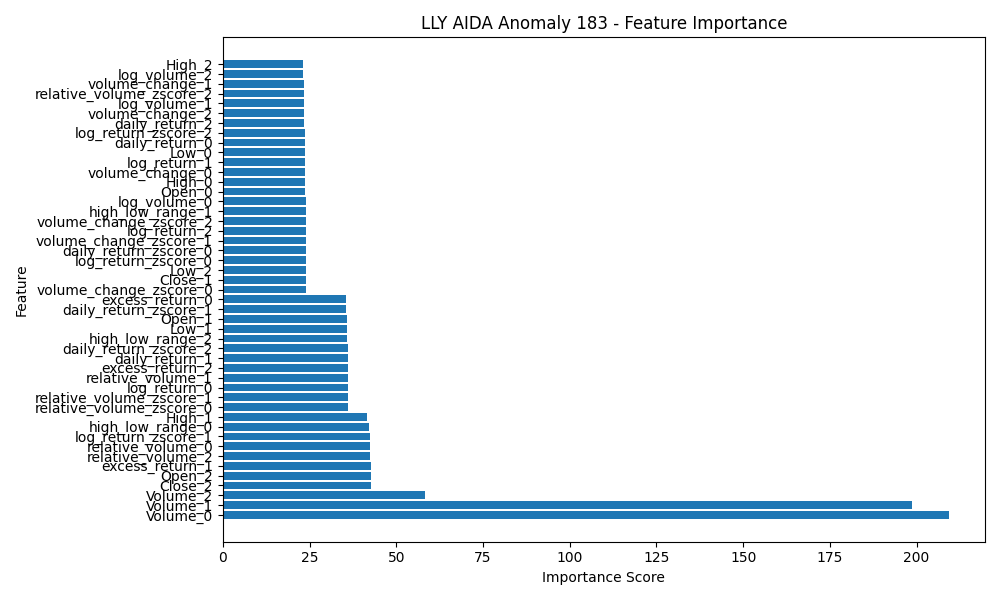 LLY AIDA Anomaly 183 - Feature Importance
High_2
log_volume_2
volume_change_1
relative_volume_zscore_2
log_volume_1
volume_change_2
daily_return_2
log_return_zscore_2
daily_return_0
Low_0
log_return_1
volume_change_0
High_0
Open_0
log_volume_0
high_low_range_1
volume_change_zscore_2
log_return_2
volume_change_zscore_1
daily_return_zscore_0
log_return_zscore_0
Low_2
Close_1
volume_change_zscore_0
excess_return_0
daily_return_zscore_1
Open_1
Low_1
high_low_range_2
daily_return_zscore_2
daily_return_1
excess_return_2
relative_volume_1
log_return_0
relative_volume_zscore_1
relative_volume_zscore_0
High_1
high_low_range_0
log_return_zscore_1
relative_volume_0
relative_volume_2
excess_return_1
Open_2
Close_2
Volume_2
Volume_1
Volume_0
Feature
0 25 50 75 100 125 150 175 200
Importance Score